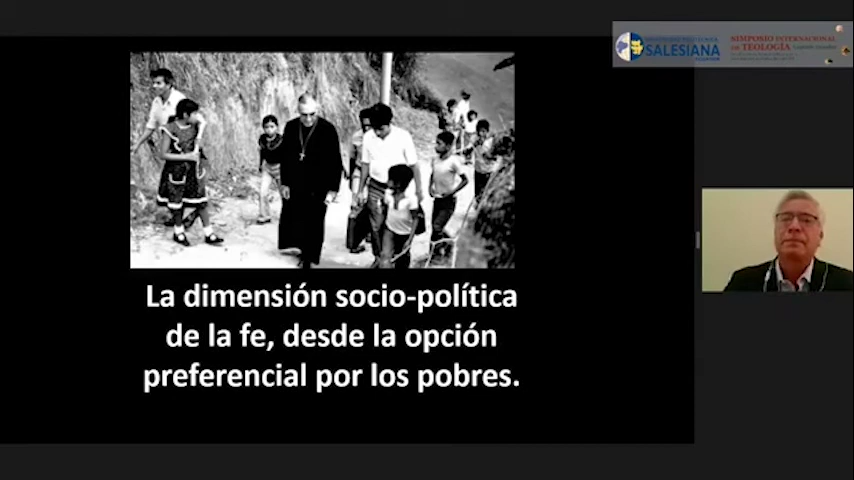 SALESIANA
ECUADOR
SIMPOSIO INTERNACIONAL
DE TEOLOGÍA
La dimensión socio-política
de la fe, desde la opción
preferencial por los pobres.